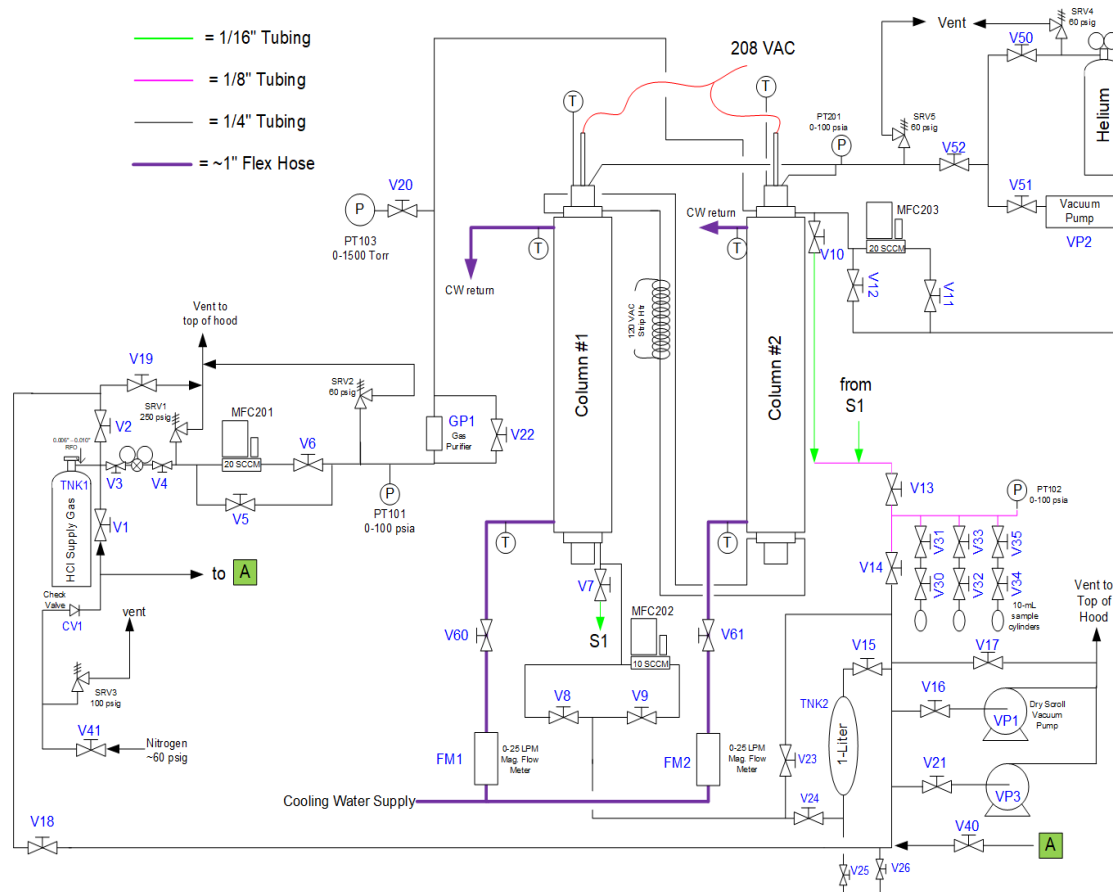 = 1/16" Tubing
= 1/8" Tubing
= 1/4" Tubing
= ~1" Flex Hose
208 VAC
Vent
SRV4
60 psig
V50
Helium
SRV5
60 psig
PT201
0-100 psia
P
V52
V51
Vacuum
Pump
VP2
T
T
V20
P
PT103
0-1500 Torr
CW return
T
CW return
T
V10
MFC203
20 SCCM
V12
V11
Column #1
120 VAC
Strip Htr
Column #2
Vent to
top of hood
V19
V2
SRV1
250 psig
MFC201
20 SCCM
V6
V5
SRV2
60 psig
GP1
Gas
Purifier
V22
P
PT101
0-100 psia
0.006" - 0.010"
RFO
TNK1
HCl Supply Gas
V3
V4
V1
to
A
Check
Valve
CV1
vent
SRV3
100 psig
V41
Nitrogen
~60 psig
from
S1
V13
P
PT102
0-100 psia
V31
V33
V35
V30
V32
V34
V14
10-mL
sample
cylinders
T
T
V7
S1
MFC202
10 SCCM
V60
V61
V8
V9
FM1
0-25 LPM
Mag. Flow
Meter
FM2
0-25 LPM
Mag. Flow
Meter
Cooling Water Supply
Vent to
Top of
Hood
V15
V17
TNK2
1-Liter
V16
VP1
Dry Scroll
Vacuum
Pump
V23
V21
VP3
V24
V18
V40
A
V25
V26